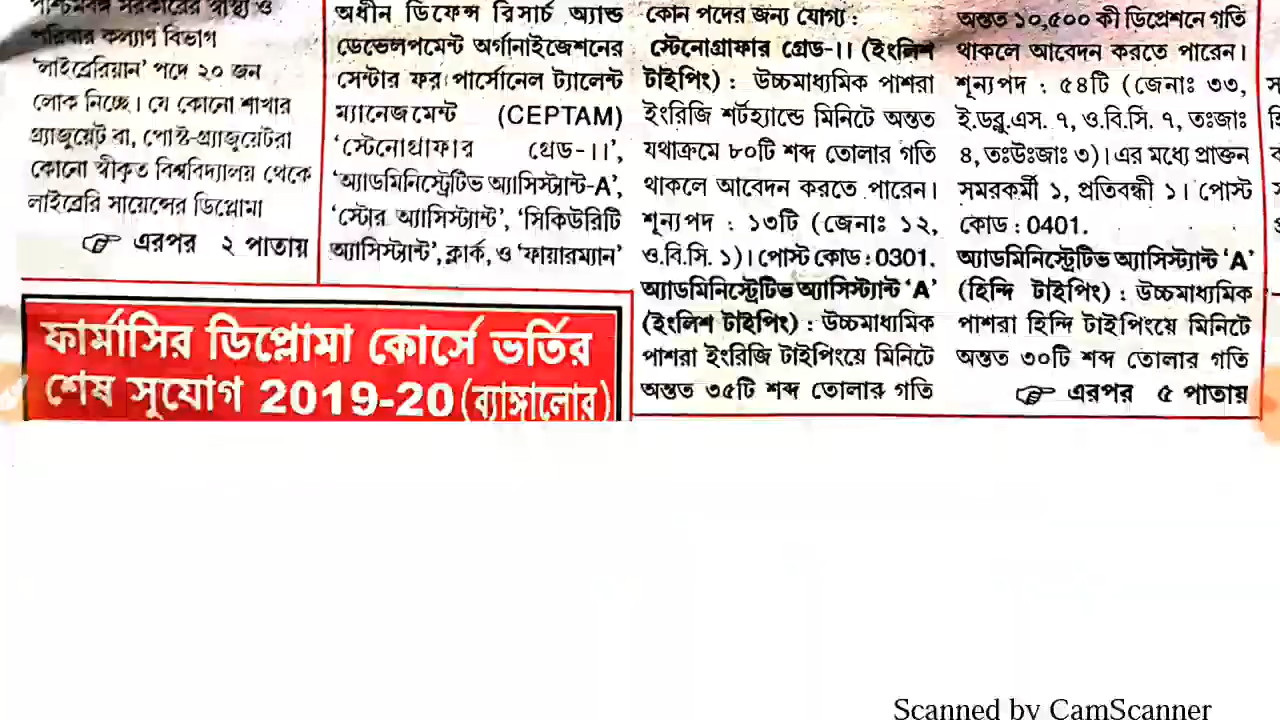 পশ্চিমবঙ্গ সরকারের স্বাস্থ্য ও
পরিবার কল্যাণ বিভাগ
'লাইব্রেরিয়ান' পদে ২০ জন
লোক নিচ্ছে। যে কোনো শাখার
গ্র্যাজুয়েট বা, পোস্ট-গ্র্যাজুয়েটরা
কোনো স্বীকৃত বিশ্ববিদ্যালয় থেকে
লাইব্রেরি সায়েন্সের ডিপ্লোমা
এরপর ২ পাতায়
অধীন ডিফেন্স রিসার্চ অ্যান্ড
ডেভেলপমেন্ট অর্গানাইজেশনের
সেন্টার ফর পার্সোনেল ট্যালেন্ট
ম্যানেজমেন্ট (CEPTAM)
'স্টেনোগ্রাফার গ্রেড-।।',
'অ্যাডমিনিস্ট্রেটিভ অ্যাসিস্ট্যান্ট-A',
'স্টোর অ্যাসিস্ট্যান্ট', 'সিকিউরিটি
অ্যাসিস্ট্যান্ট', ক্লার্ক, ও 'ফায়ারম্যান'
কোন পদের জন্য যোগ্য :
স্টেনোগ্রাফার গ্রেড-।। (ইংলিশ
টাইপিং) : উচ্চমাধ্যমিক পাশরা
ইংরিজি শর্টহ্যান্ডে মিনিটে অন্তত
যথাক্রমে ৮০টি শব্দ তোলার গতি
থাকলে আবেদন করতে পারেন।
শূন্যপদ : ১৩টি (জেনাঃ ১২,
ও.বি.সি. ১)। পোস্ট কোড : 0301.
অ্যাডমিনিস্ট্রেটিভ অ্যাসিস্ট্যান্ট 'A'
(ইংলিশ টাইপিং) : উচ্চমাধ্যমিক
পাশরা ইংরিজি টাইপিংয়ে মিনিটে
অন্তত ৩৫টি শব্দ তোলার গতি
অন্তত ১০,৫০০ কী ডিপ্রেশনে গতি
থাকলে আবেদন করতে পারেন।
শূন্যপদ : ৫৪টি (জেনাঃ ৩৩,
ই.ডব্লু.এস. ৭, ও.বি.সি. ৭, তঃজাঃ
৪, তঃউঃজাঃ ৩)। এর মধ্যে প্রাক্তন
সমরকর্মী ১, প্রতিবন্ধী ১। পোস্ট
কোড : 0401.
অ্যাডমিনিস্ট্রেটিভ অ্যাসিস্ট্যান্ট 'A'
(হিন্দি টাইপিং) : উচ্চমাধ্যমিক
পাশরা হিন্দি টাইপিংয়ে মিনিটে
অন্তত ৩০টি শব্দ তোলার গতি
এরপর ৫ পাতায়
ফার্মাসির ডিপ্লোমা কোর্সে ভর্তির
শেষ সুযোগ 2019-20 (ব্যাঙ্গালোর)
Scanned by CamScanner